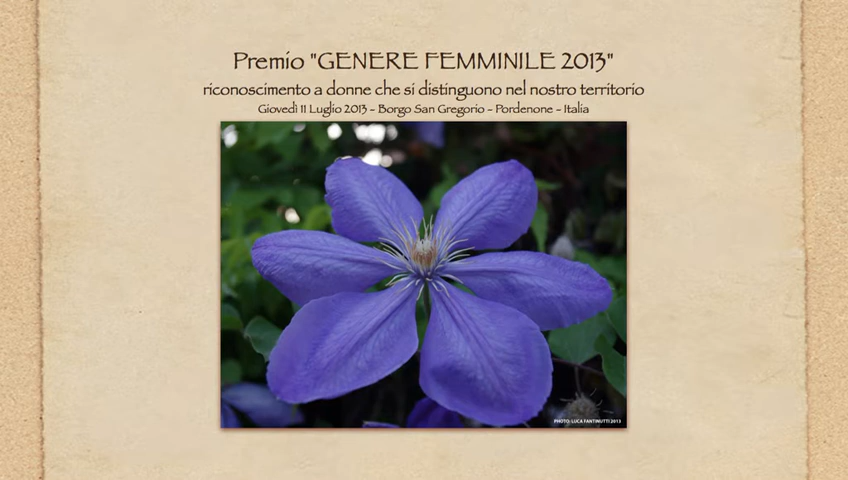 Premio "GENERE FEMMINILE 2013"
riconoscimento a donne che si distinguono nel nostro territorio
Giovedì 11 Luglio 2013 - Borgo San Gregorio - Pordenone - Italia
PHOTO: LUCA FANTINUTTI 2013